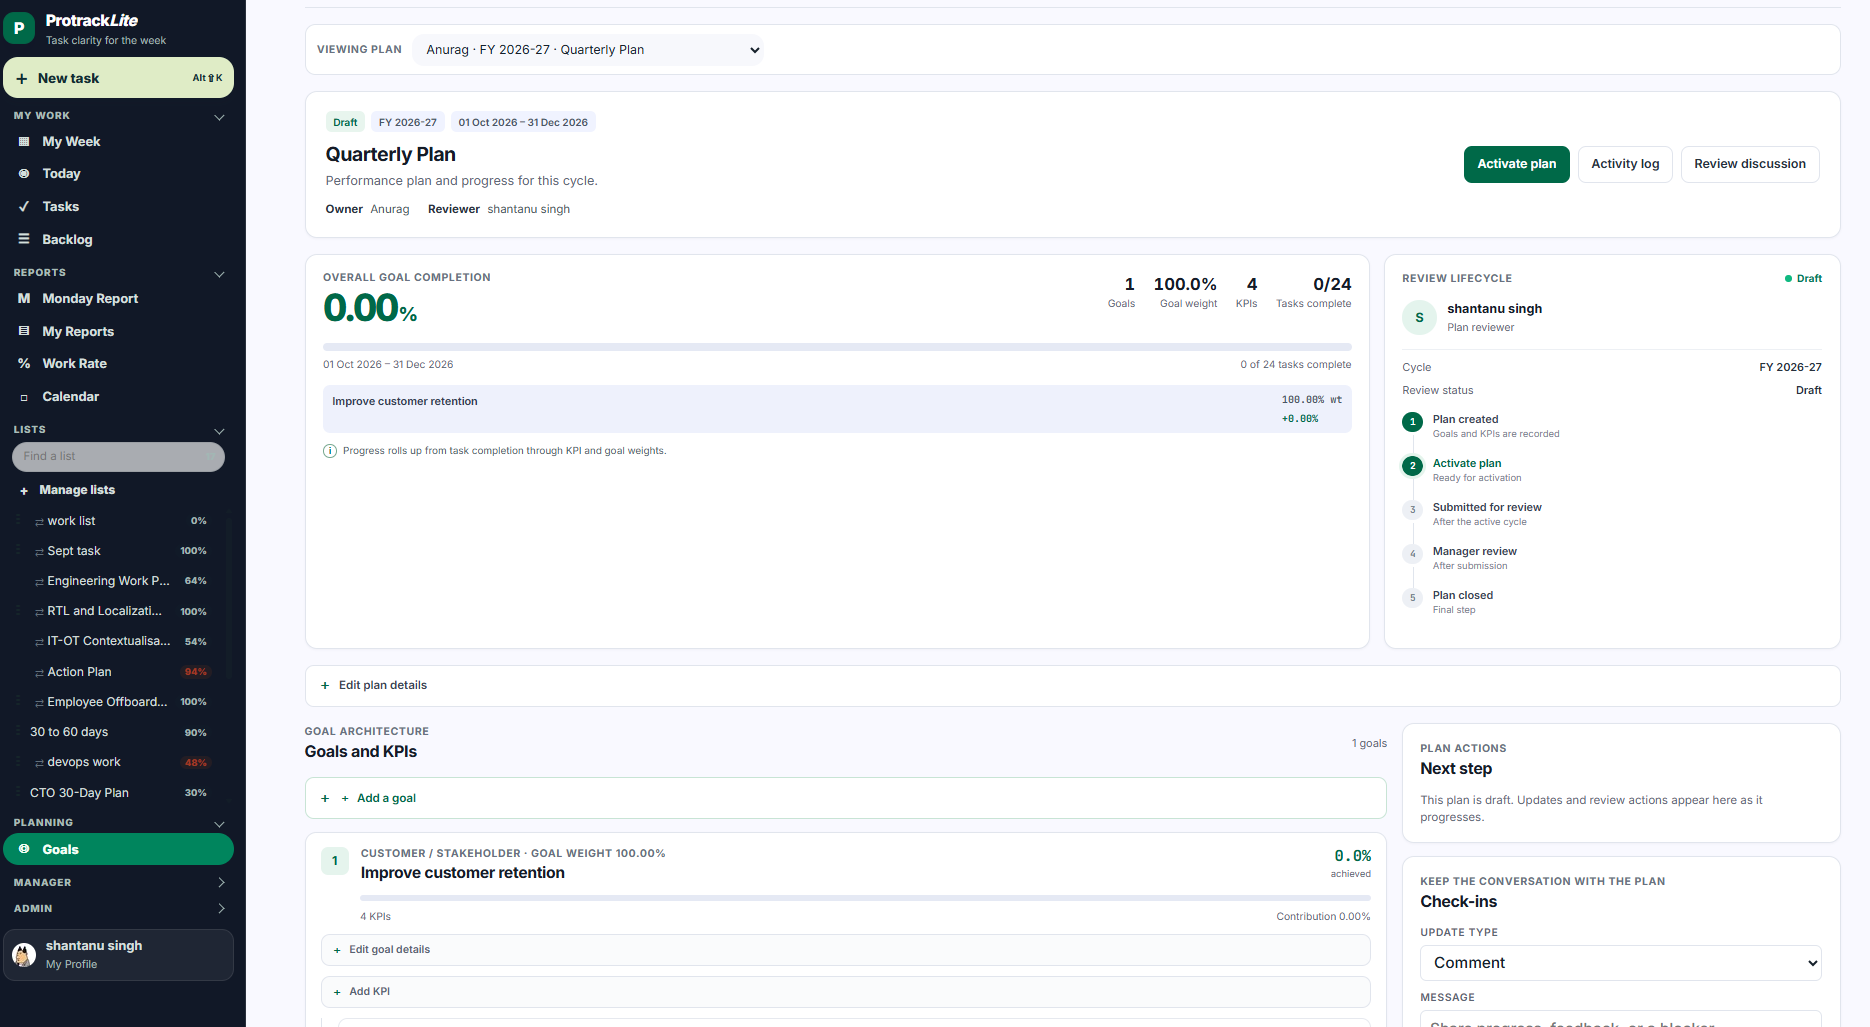 P
ProtrackLite
Task clarity for the week
+ New task Alt⇧K
MY WORK
My Week
Today
Tasks
Backlog
REPORTS
M Monday Report
My Reports
% Work Rate
Calendar
LISTS
Find a list
+ Manage lists
work list 0%
Sept task 100%
Engineering Work P... 64%
RTL and Localizati... 100%
IT-OT Contextualisa... 54%
Action Plan 94%
Employee Offboard... 100%
30 to 60 days 90%
devops work 48%
CTO 30-Day Plan 30%
PLANNING
Goals
MANAGER
ADMIN
shantanu singh
My Profile
VIEWING PLAN Anurag · FY 2026-27 · Quarterly Plan
Draft FY 2026-27 01 Oct 2026 – 31 Dec 2026
Quarterly Plan
Performance plan and progress for this cycle.
Owner Anurag Reviewer shantanu singh
Activate plan Activity log Review discussion
OVERALL GOAL COMPLETION
0.00%
1 100.0% 4 0/24
Goals Goal weight KPIs Tasks complete
01 Oct 2026 – 31 Dec 2026 0 of 24 tasks complete
Improve customer retention 100.00% wt
+0.00%
Progress rolls up from task completion through KPI and goal weights.
REVIEW LIFECYCLE Draft
S
shantanu singh
Plan reviewer
Cycle FY 2026-27
Review status Draft
1 Plan created
Goals and KPIs are recorded
2 Activate plan
Ready for activation
3 Submitted for review
After the active cycle
4 Manager review
After submission
5 Plan closed
Final step
+ Edit plan details
GOAL ARCHITECTURE
Goals and KPIs
1 goals
+ + Add a goal
1
CUSTOMER / STAKEHOLDER · GOAL WEIGHT 100.00%
Improve customer retention
0.0%
achieved
4 KPIs Contribution 0.00%
+ Edit goal details
+ Add KPI
PLAN ACTIONS
Next step
This plan is draft. Updates and review actions appear here as it
progresses.
KEEP THE CONVERSATION WITH THE PLAN
Check-ins
UPDATE TYPE
Comment
MESSAGE
Share progress, feedback, or a blocker